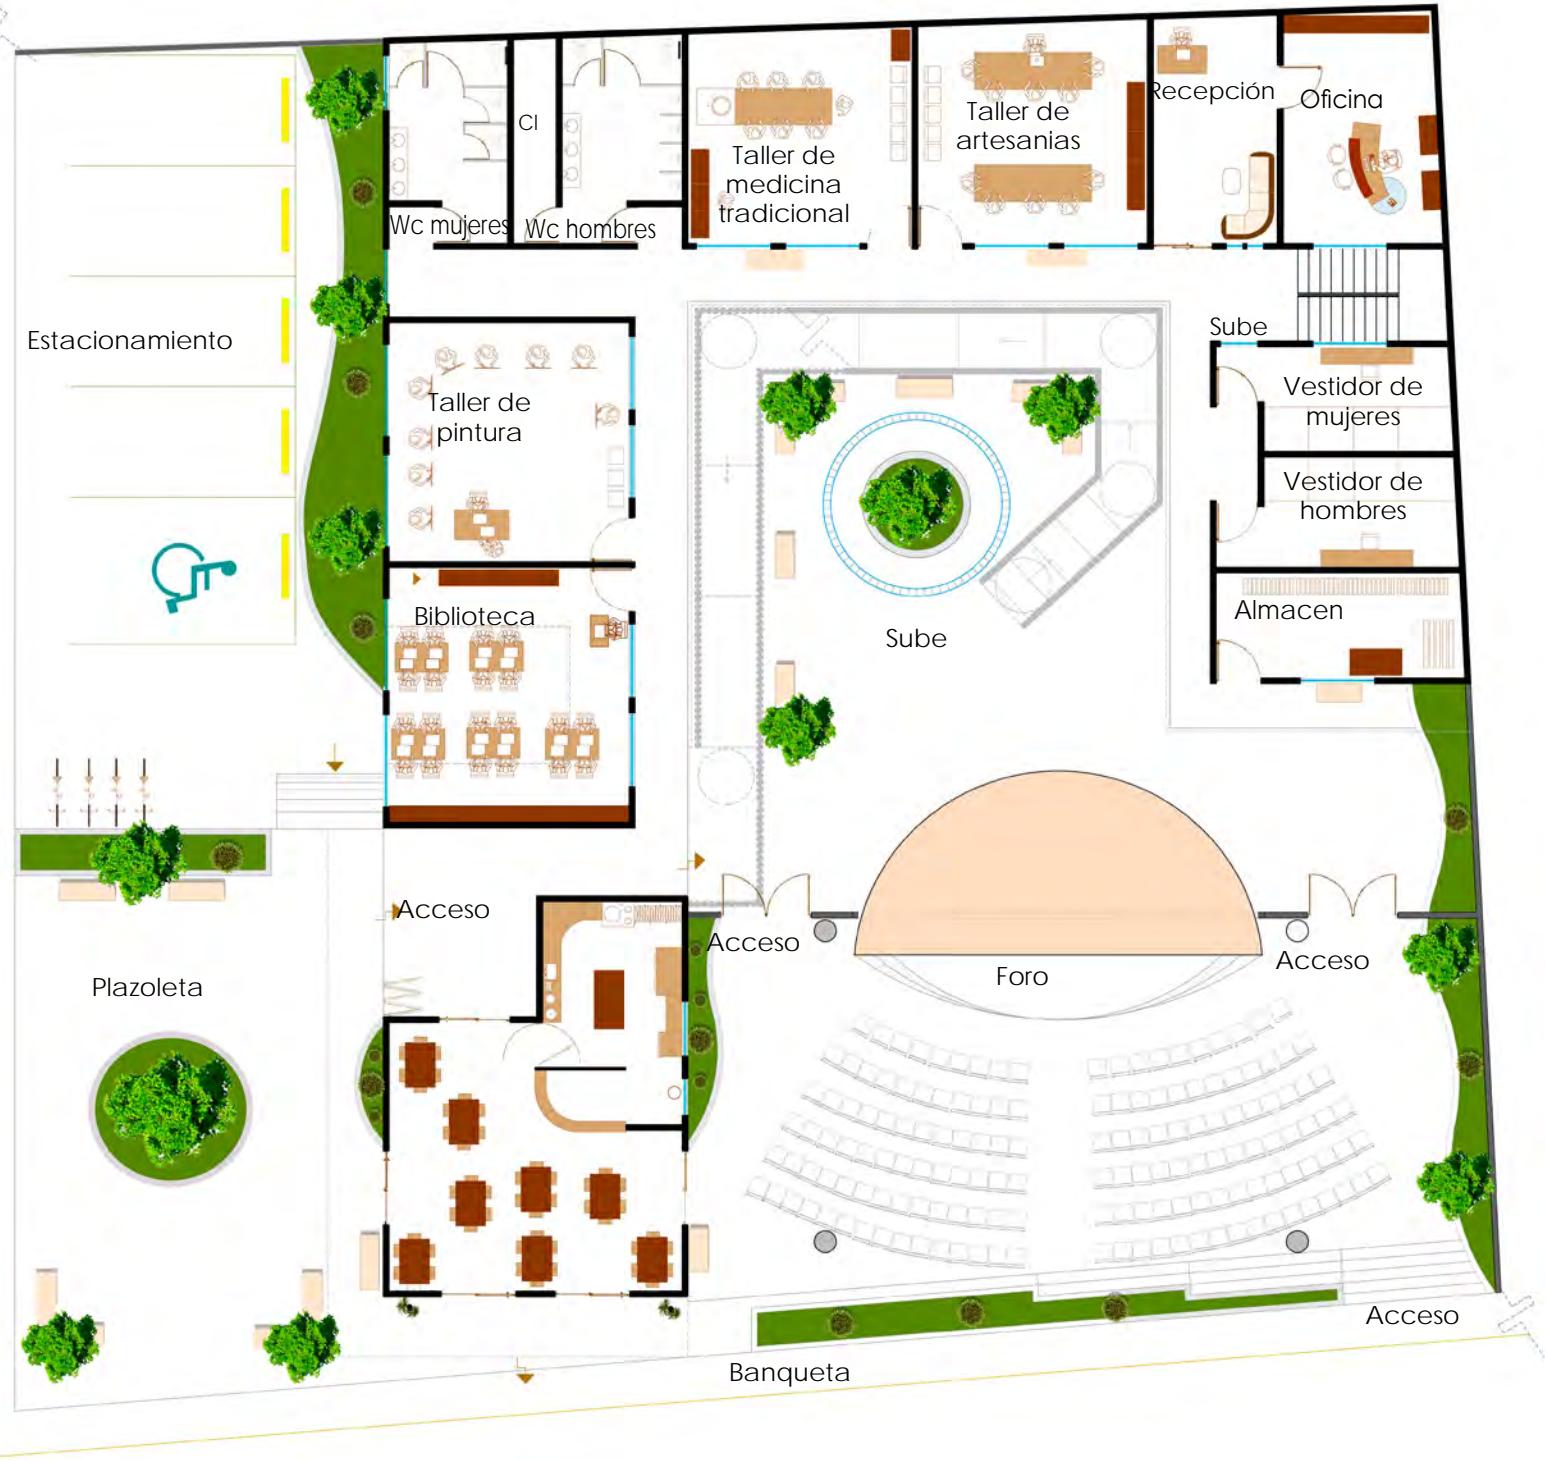 Recepción
Oficina
Taller de
artesanias
Cl
Taller de
medicina
tradicional
Wc mujeres
Wc hombres
Estacionamiento
Sube
Vestidor de
mujeres
Taller de
pintura
Vestidor de
hombres
Biblioteca
Almacen
Sube
Acceso
Acceso
Acceso
Foro
Plazoleta
Acceso
Banqueta